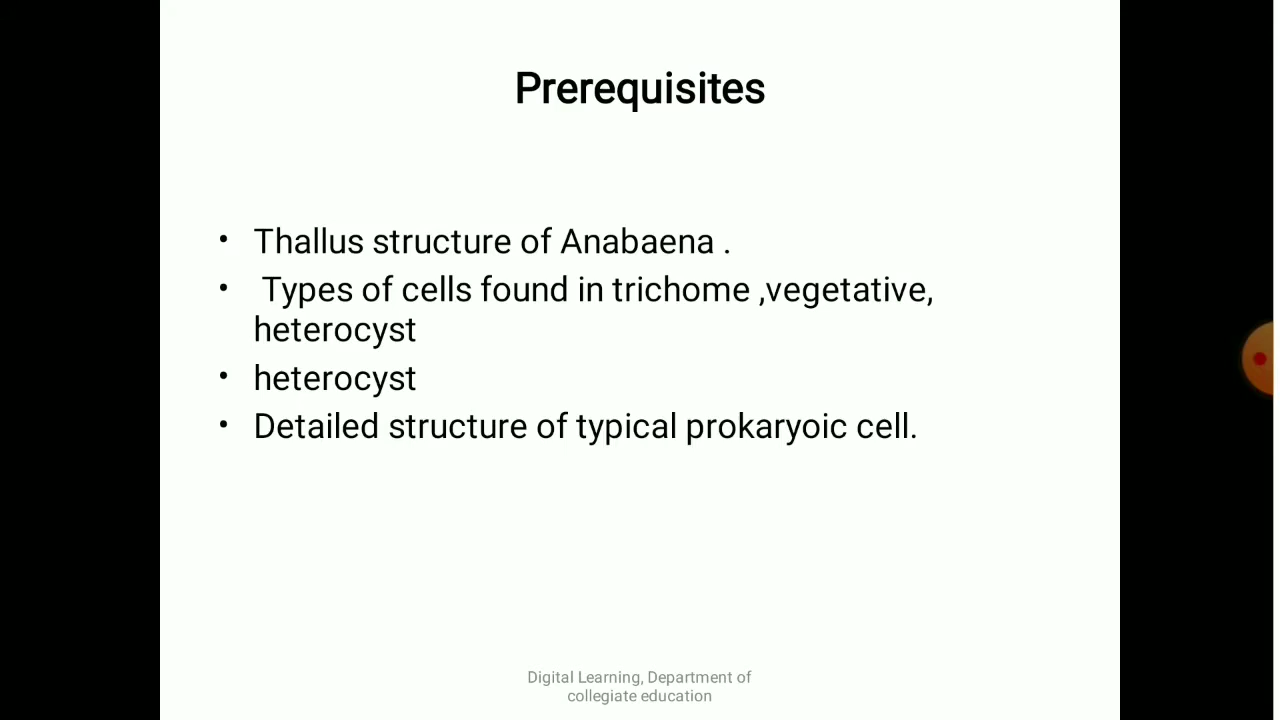 Prerequisites
• Thallus structure of Anabaena .
• Types of cells found in trichome ,vegetative,
heterocyst
• heterocyst
• Detailed structure of typical prokaryoic cell.
Digital Learning, Department of
collegiate education